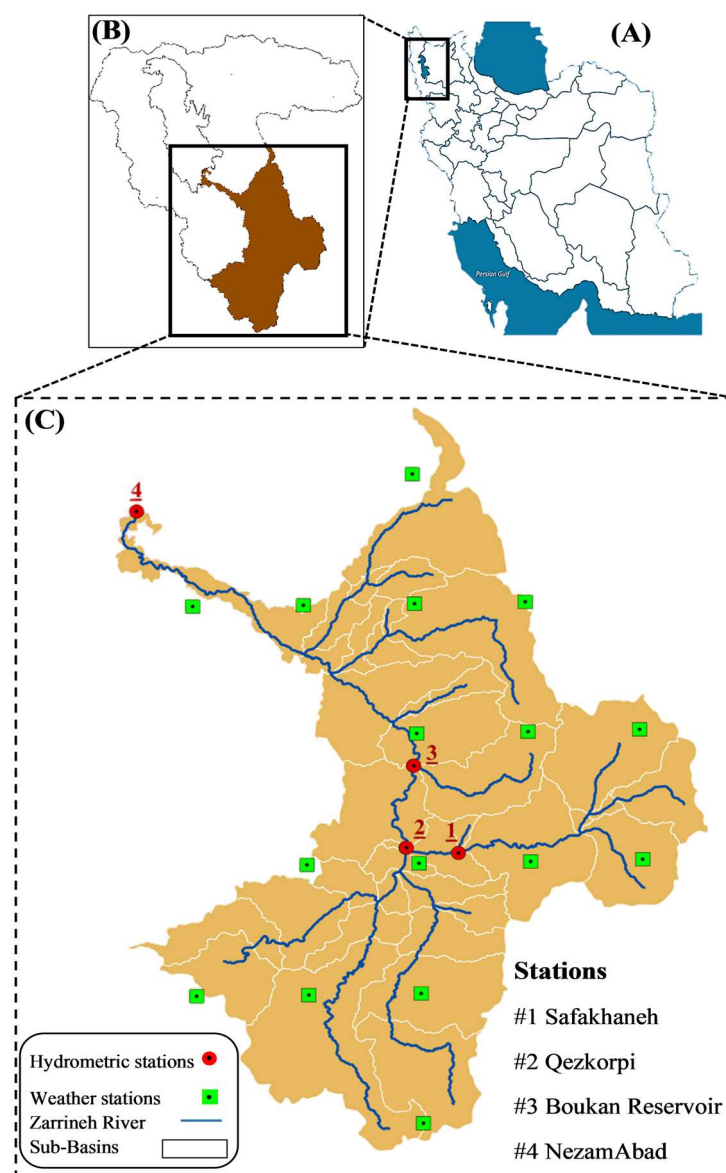 (B)
(A)
Persian Gulf
(C)
4
3
2
1
Stations
#1 Safakhaneh
#2 Qezkorpi
#3 Boukan Reservoir
#4 NezamAbad
Hydrometric stations
Weather stations
Zarrineh River
Sub-Basins